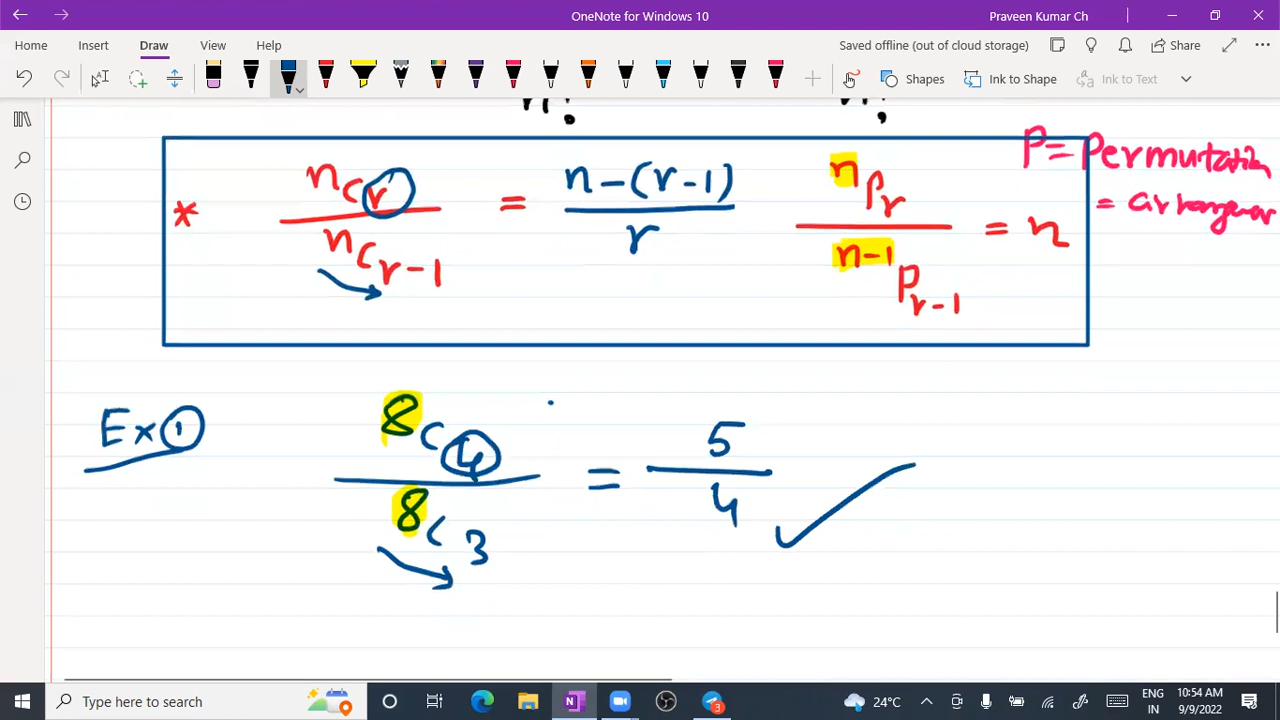 OneNote for Windows 10
Praveen Kumar Ch
Home Insert Draw View Help
Saved offline (out of cloud storage)
Share
Shapes
Ink to Shape
Ink to Text
n! n!
P = Permutation
=
* nCr / nCr-1 = n-(r-1) / r
nPr / n-1Pr-1 = n
Ex 1
8C4 / 8C3 = 5 / 4 ✓
Type here to search
3
24°C
ENG
IN
10:54 AM
9/9/2022